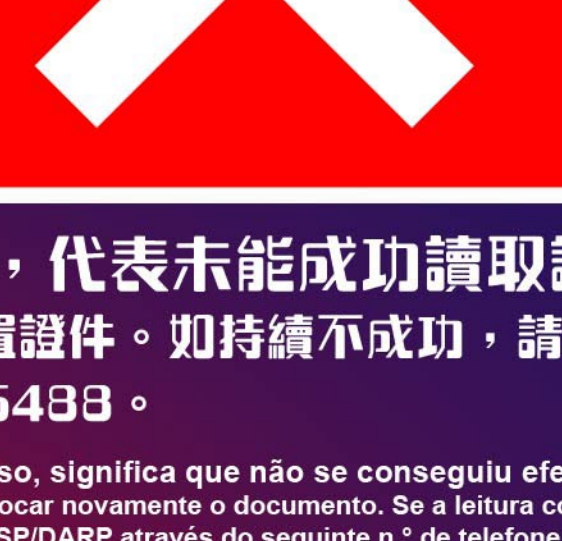 ，代表未能成功讀取
置證件。如持續不成功，請
5488。
so, significa que não se conseguiu efe
ocar novamente o documento. Se a leitura co
SP/DARP através do seguinte n.º de telefone